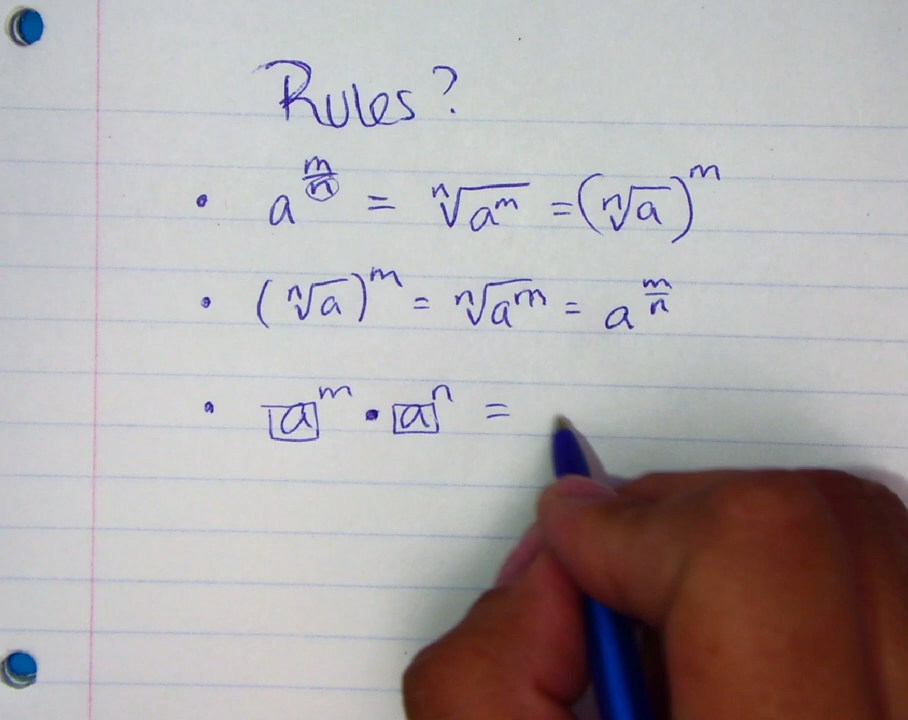 Rules?
• a^(m/n) = ⁿ√(a^m) = (ⁿ√a)^m
• (ⁿ√a)^m = ⁿ√(a^m) = a^(m/n)
• a^m • a^n =